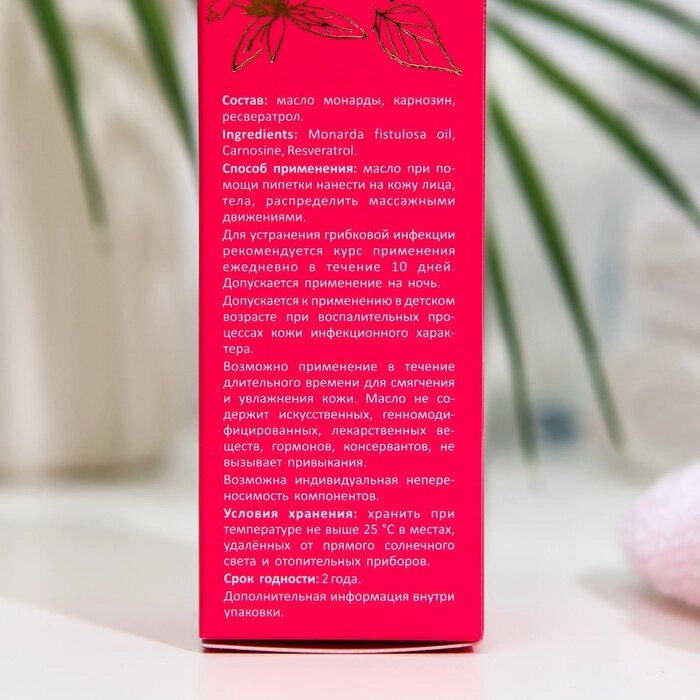 Состав: масло монарды, карнозин,
ресвератрол.
Ingredients: Monarda fistulosa oil,
Carnosine, Resveratrol.
Способ применения: масло при по-
мощи пипетки нанести на кожу лица,
тела, распределить массажными
движениями.
Для устранения грибковой инфекции
рекомендуется курс применения
ежедневно в течение 10 дней.
Допускается применение на ночь.
Допускается к применению в детском
возрасте при воспалительных про-
цессах кожи инфекционного харак-
тера.
Возможно применение в течение
длительного времени для смягчения
и увлажнения кожи. Масло не со-
держит искусственных, генномоди-
фицированных, лекарственных ве-
ществ, гормонов, консервантов, не
вызывает привыкания.
Возможна индивидуальная непере-
носимость компонентов.
Условия хранения: хранить при
температуре не выше 25 °С в местах,
удалённых от прямого солнечного
света и отопительных приборов.
Срок годности: 2 года.
Дополнительная информация внутри
упаковки.